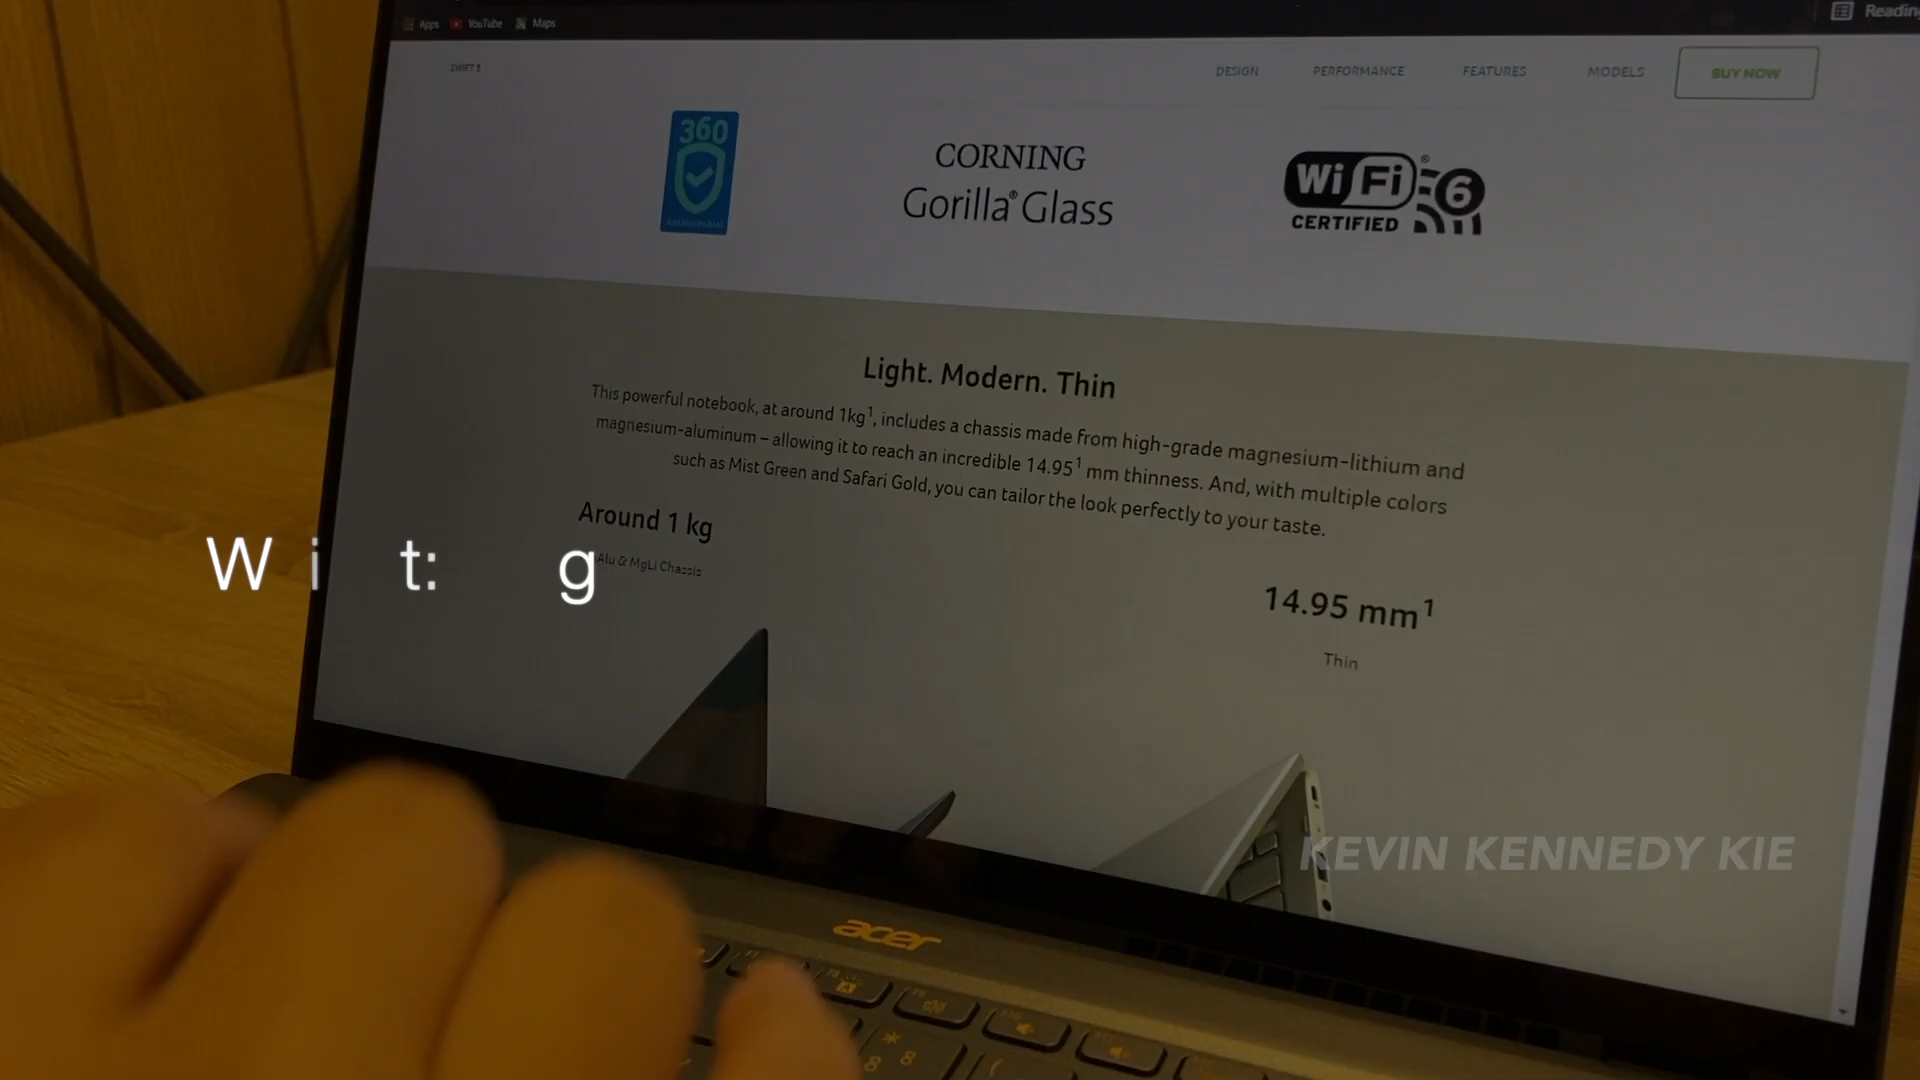 Apps YouTube Maps Reading
SWIFT 5 DESIGN PERFORMANCE FEATURES MODELS BUY NOW
360
CORNING
Gorilla® Glass
Wi Fi® 6
CERTIFIED
Light. Modern. Thin
This powerful notebook, at around 1kg¹, includes a chassis made from high-grade magnesium-lithium and
magnesium-aluminum – allowing it to reach an incredible 14.95¹ mm thinness. And, with multiple colors
such as Mist Green and Safari Gold, you can tailor the look perfectly to your taste.
Around 1 kg
Alu & MgLi Chassis
W i t: g
14.95 mm¹
Thin
KEVIN KENNEDY KIE
acer